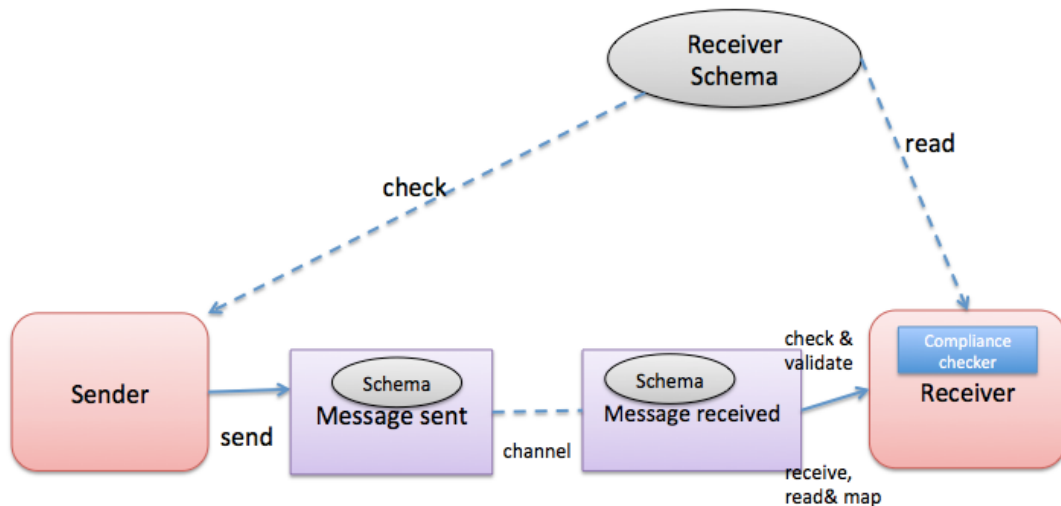 Receiver
Schema
read
check
check &
validate
Compliance
checker
Sender
Schema
Message sent
Schema
Message received
Receiver
send
channel
receive,
read& map